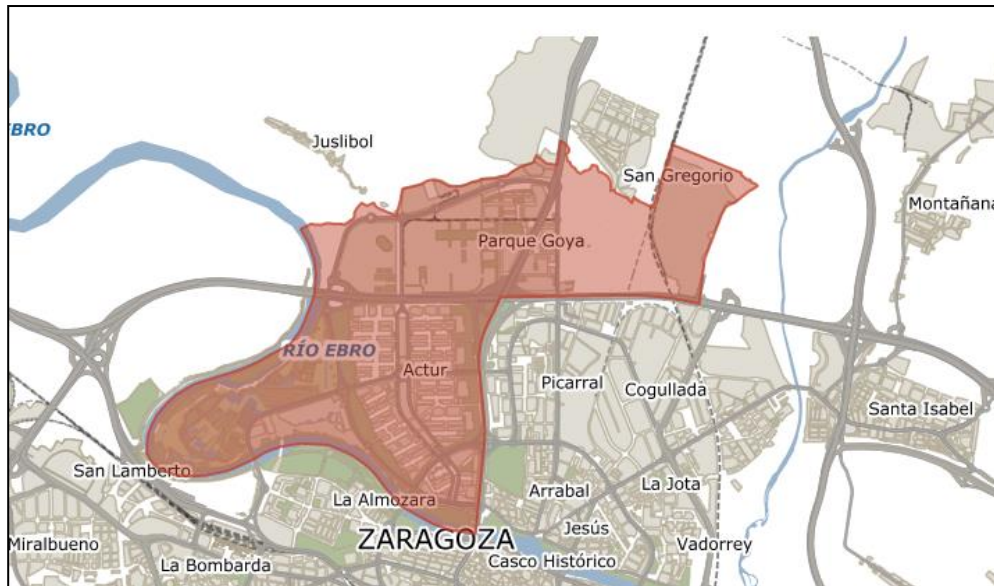 EBRO
Juslibol
San Gregorio
Montañana
Parque Goya
RÍO EBRO
Actur
Picarral
Cogullada
Santa Isabel
San Lamberto
La Almozara
Arrabal
La Jota
ZARAGOZA
Jesús
Vadorrey
Miralbueno
La Bombarda
Casco Histórico